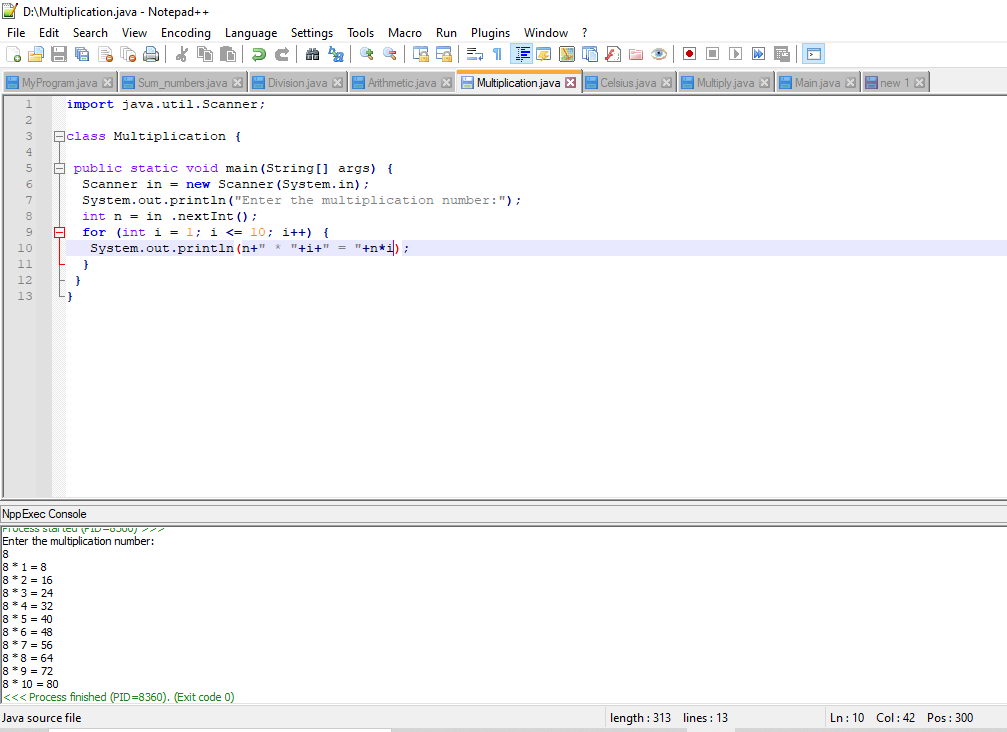 D:\Multiplication.java - Notepad++
File Edit Search View Encoding Language Settings Tools Macro Run Plugins Window ?
MyProgram.java Sum_numbers.java Division.java Arithmetic.java Multiplication.java Celsius.java Multiply.java Main.java new 1
1 import java.util.Scanner;
2
3 class Multiplication {
4
5 public static void main(String[] args) {
6 Scanner in = new Scanner(System.in);
7 System.out.println("Enter the multiplication number:");
8 int n = in .nextInt();
9 for (int i = 1; i <= 10; i++) {
10 System.out.println(n+" * "+i+" = "+n*i);
11 }
12 }
13 }
NppExec Console
Process started (PID=8360) >>>
Enter the multiplication number:
8
8 * 1 = 8
8 * 2 = 16
8 * 3 = 24
8 * 4 = 32
8 * 5 = 40
8 * 6 = 48
8 * 7 = 56
8 * 8 = 64
8 * 9 = 72
8 * 10 = 80
<<< Process finished (PID=8360). (Exit code 0)
Java source file length : 313 lines : 13 Ln : 10 Col : 42 Pos : 300